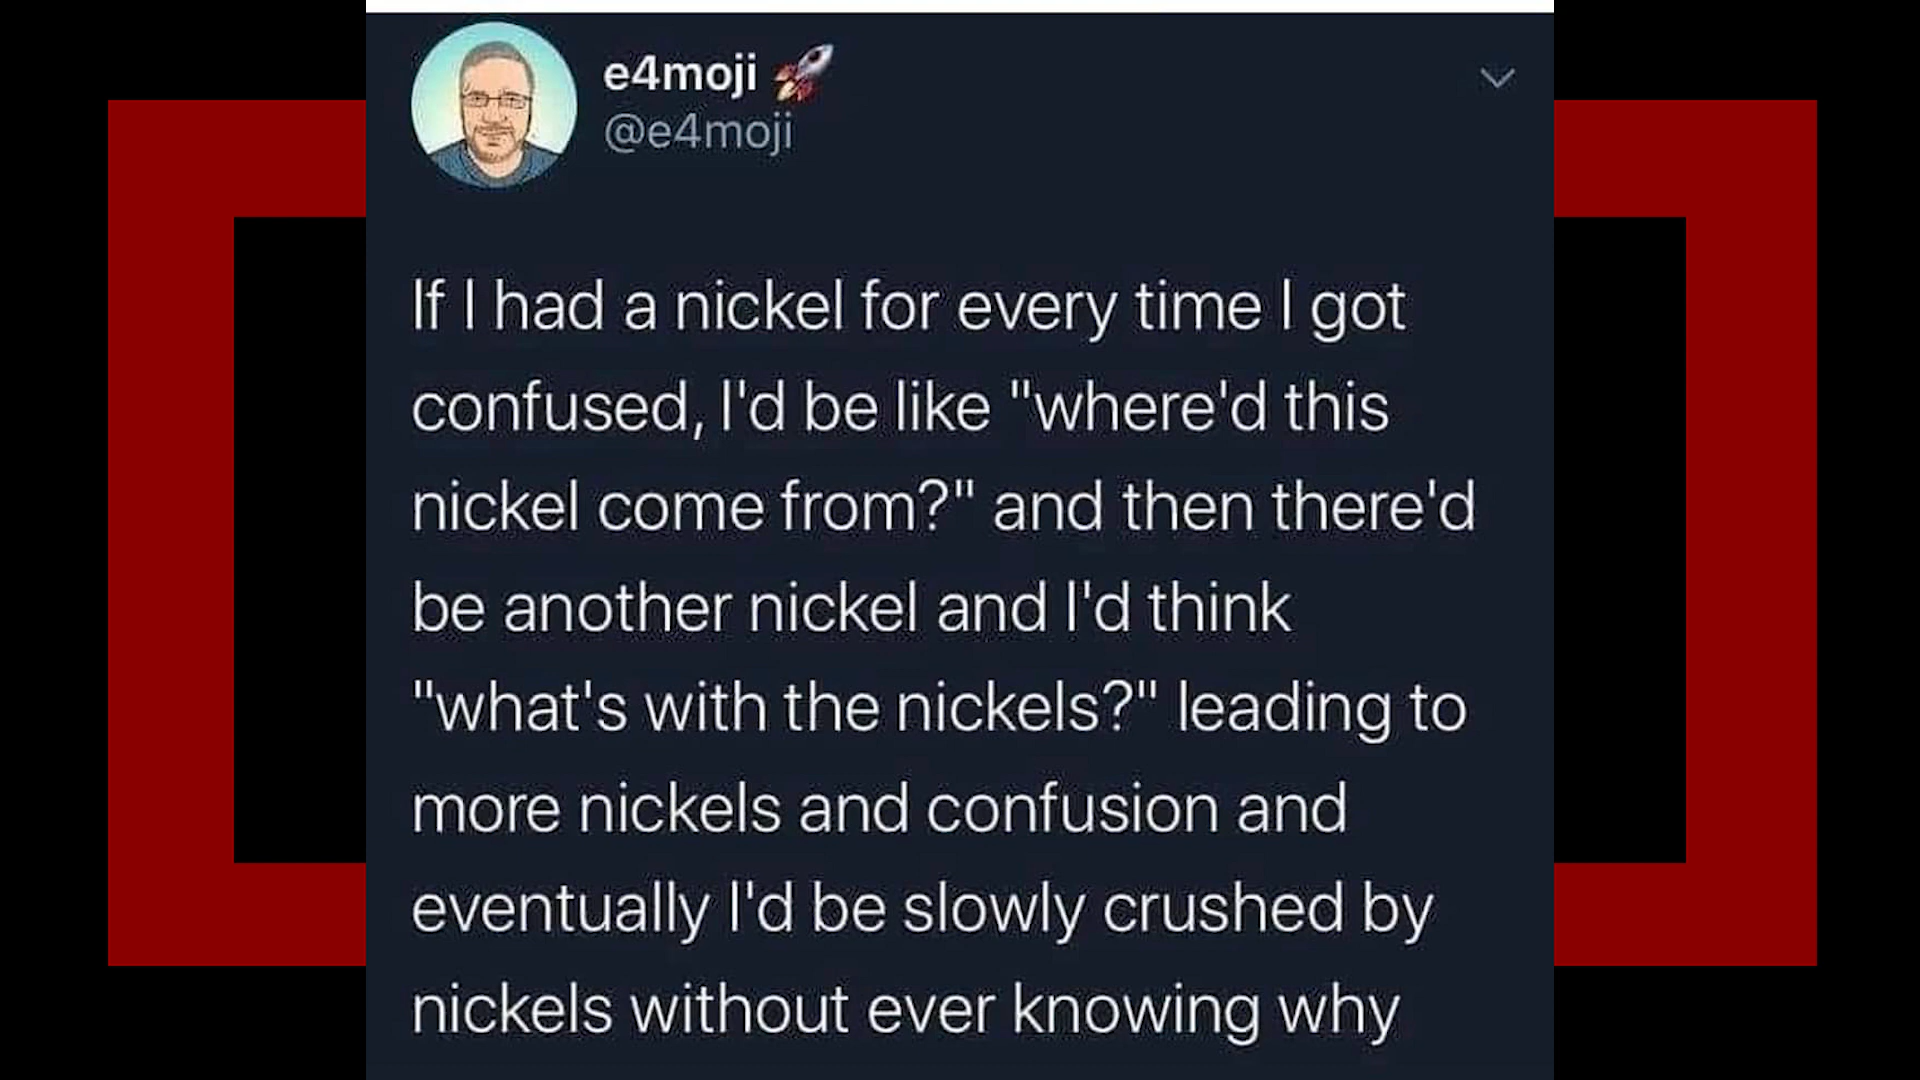 e4moji 🚀
@e4moji
If I had a nickel for every time I got
confused, I'd be like "where'd this
nickel come from?" and then there'd
be another nickel and I'd think
"what's with the nickels?" leading to
more nickels and confusion and
eventually I'd be slowly crushed by
nickels without ever knowing why